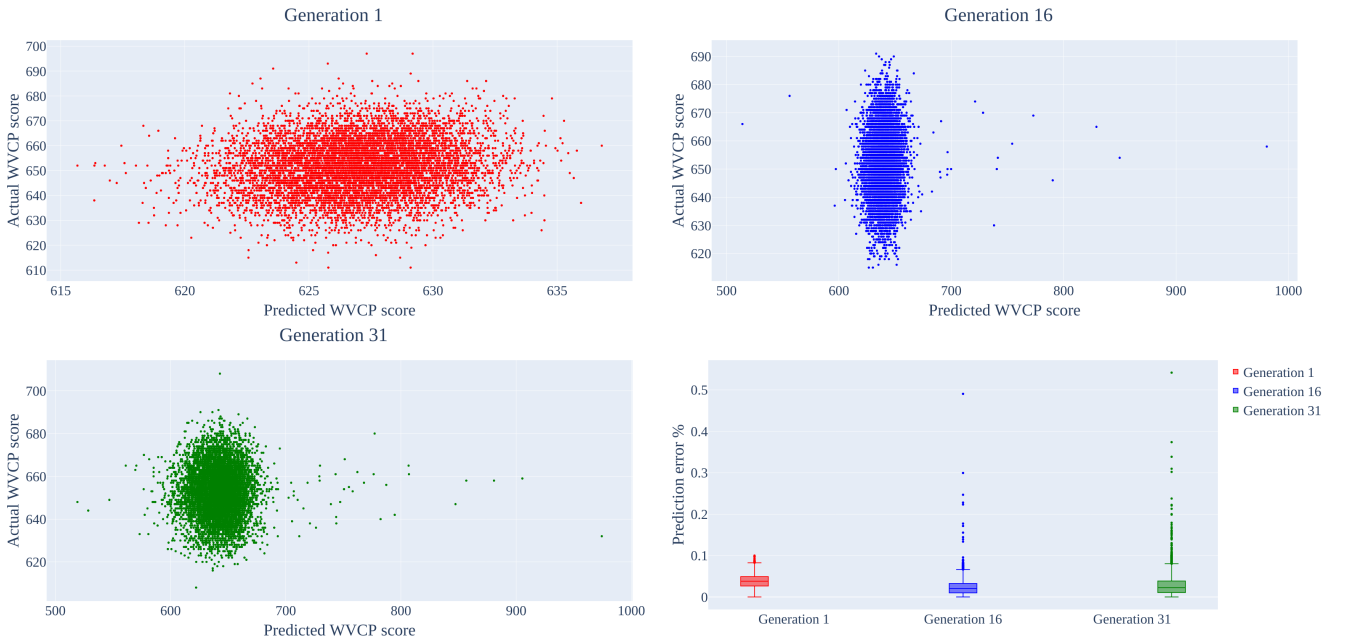 Generation 1
700
690
680
670
660
650
640
630
620
610
Actual WVCP score
615
620
625
630
635
Predicted WVCP score
Generation 16
690
680
670
660
650
640
630
620
Actual WVCP score
500
600
700
800
900
1000
Predicted WVCP score
Generation 31
700
680
660
640
620
Actual WVCP score
500
600
700
800
900
1000
Predicted WVCP score
0.5
0.4
0.3
0.2
0.1
0
Prediction error %
Generation 1
Generation 16
Generation 31
Generation 1
Generation 16
Generation 31